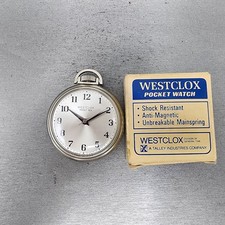 WESTCLOX
POCKET WATCH
• Shock Resistant
• Anti-Magnetic
• Unbreakable Mainspring
WESTCLOX
A TALLEY INDUSTRIES COMPANY
WESTCLOX
12
1
2
3
4
5
6
7
8
9
10
11